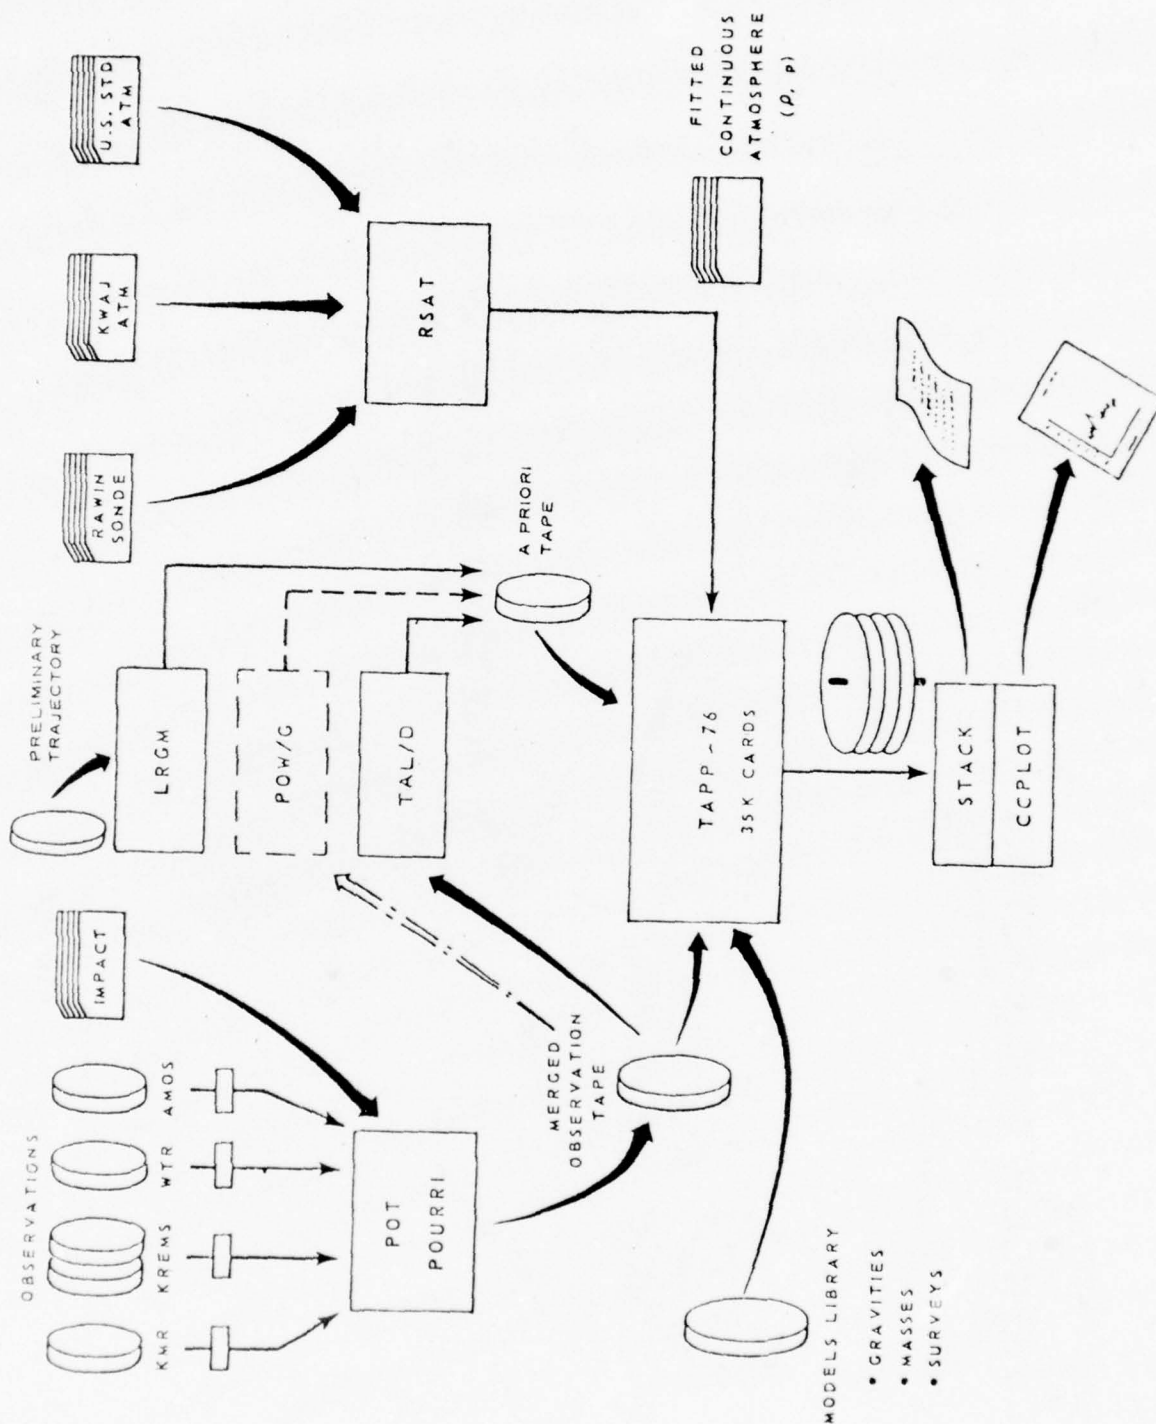 OBSERVATIONS
KMR
KREMS
WTR
AMOS
IMPACT
POT
POURRI
PRELIMINARY
TRAJECTORY
LRGM
POW/G
TAL/D
RAWIN
SONDE
KWAJ
ATM
U.S. STD
ATM
RSAT
A PRIORI
TAPE
MERGED
OBSERVATION
TAPE
TAPP-76
35K CARDS
FITTED
CONTINUOUS
ATMOSPHERE
(ρ, p)
MODELS LIBRARY
• GRAVITIES
• MASSES
• SURVEYS
STACK
CCPLOT